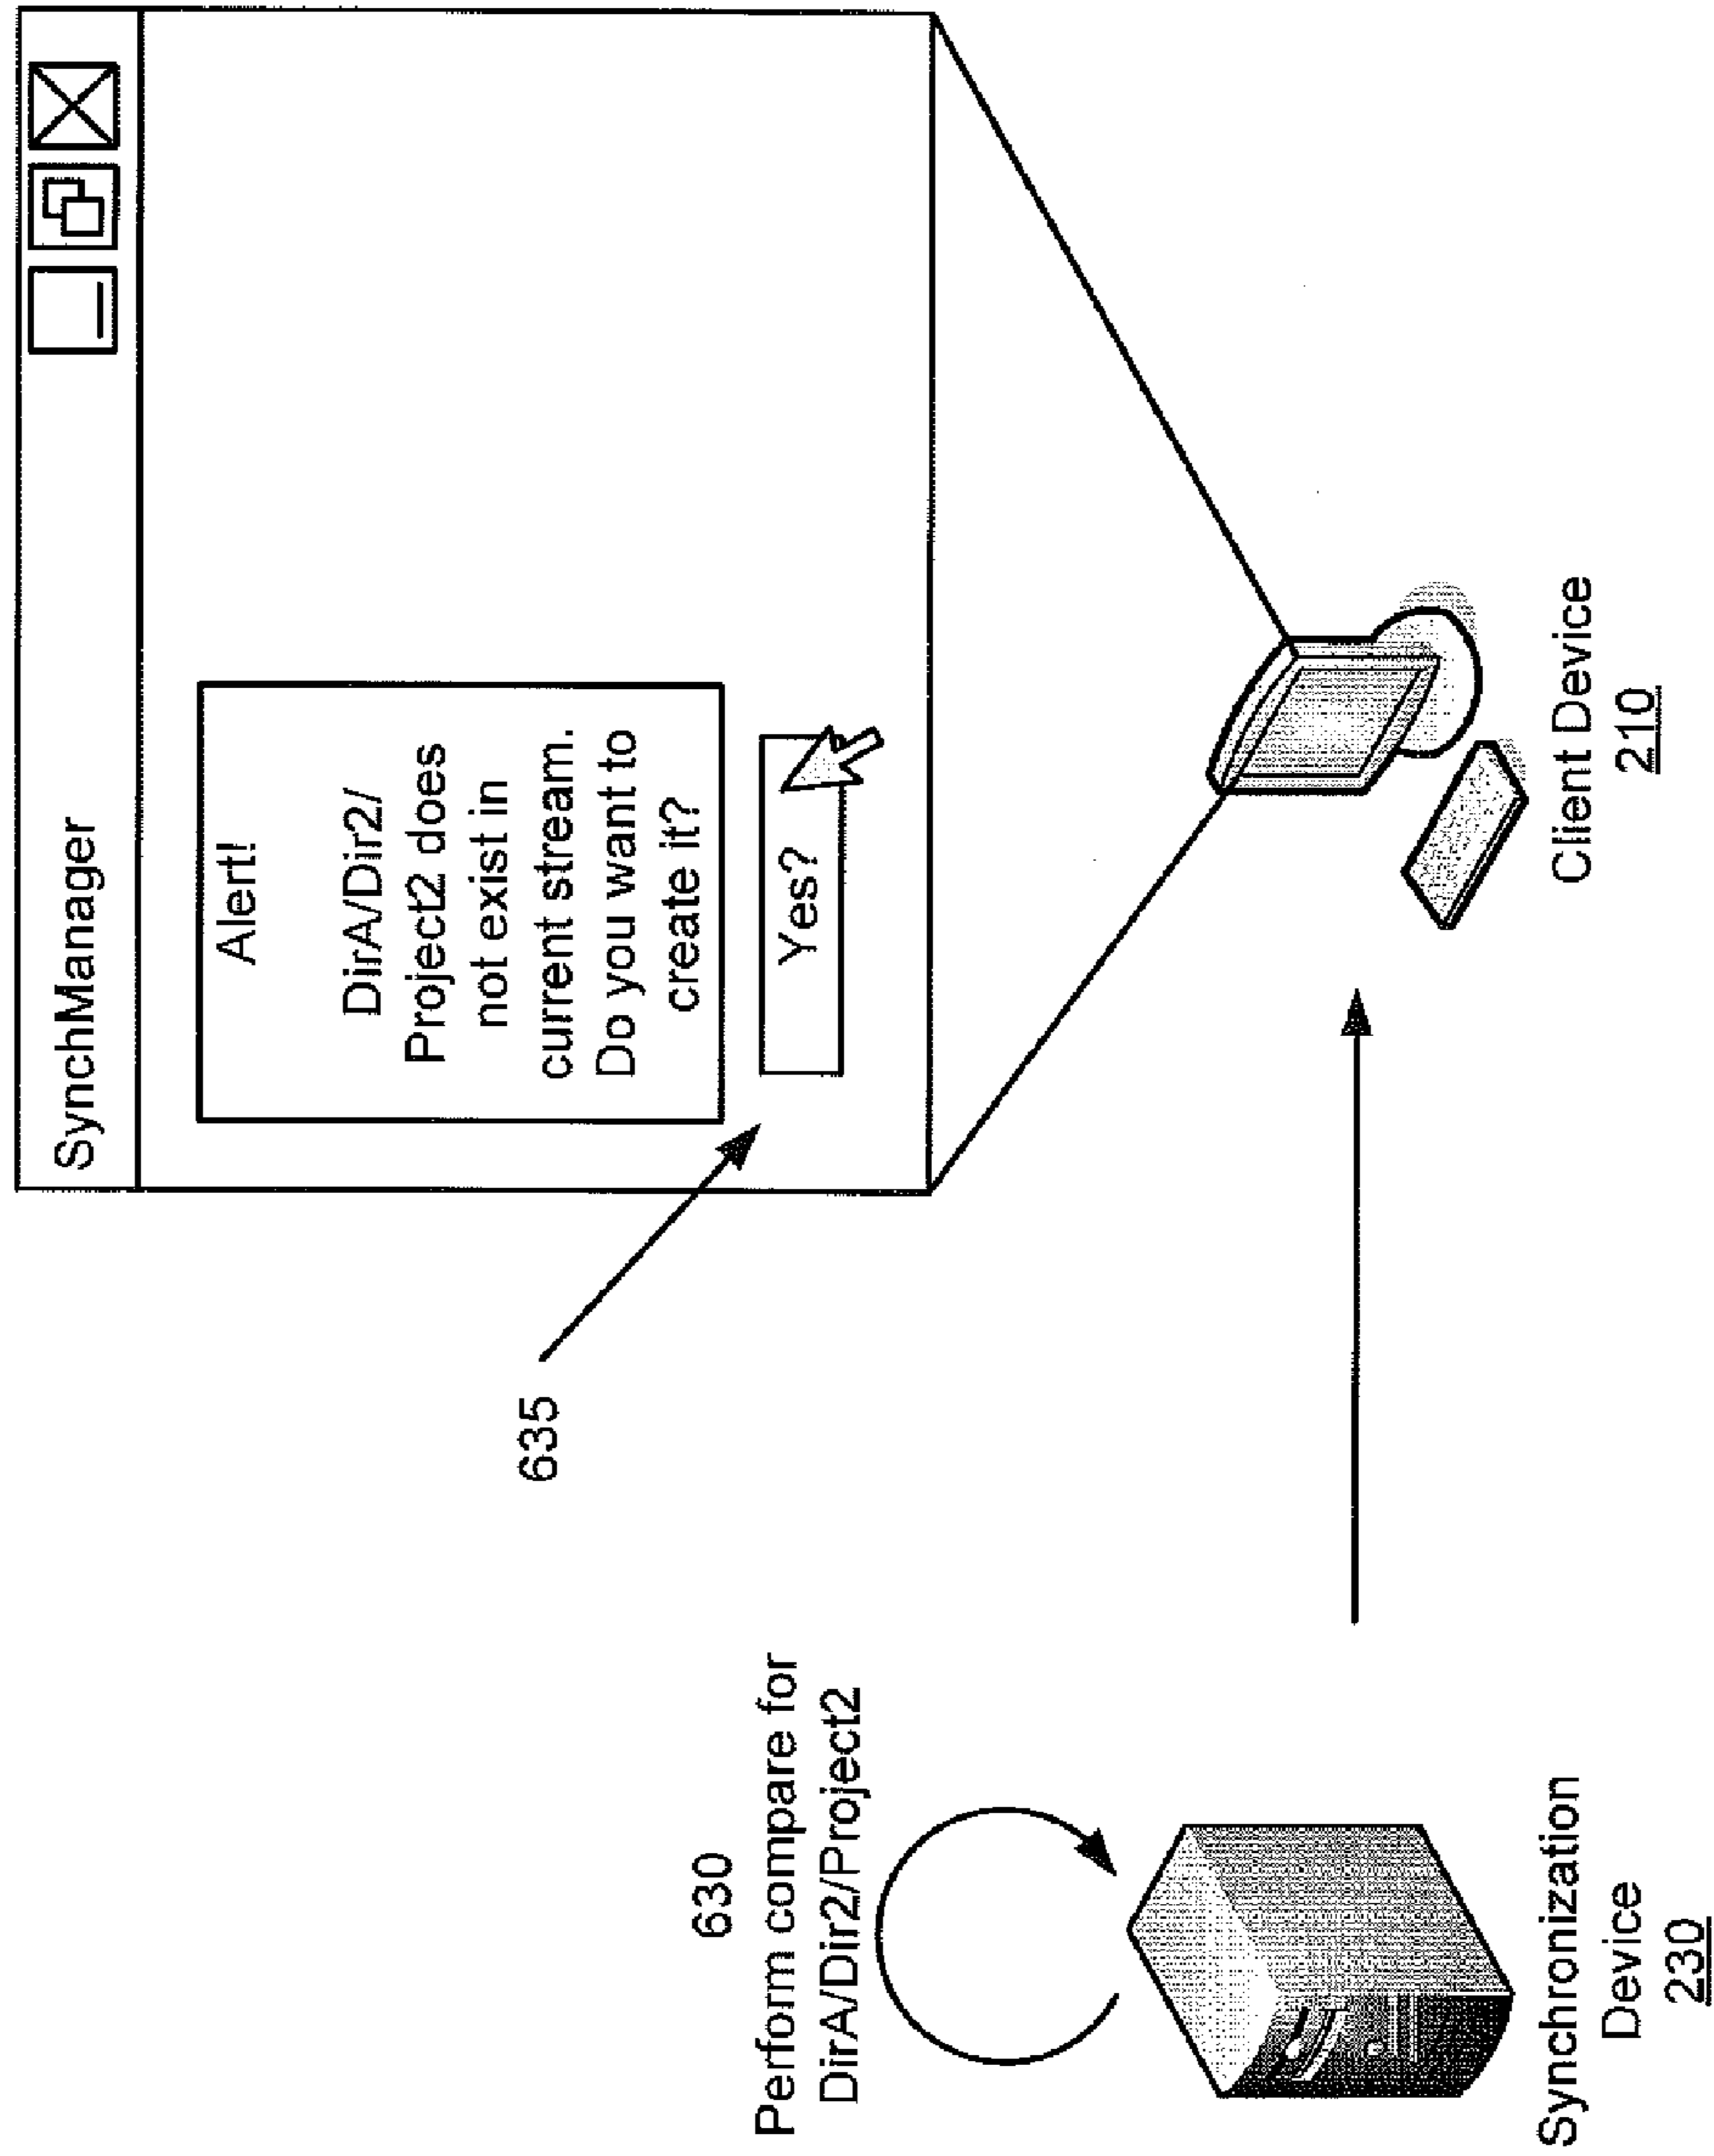 SynchManager
Alert!
DirA/Dir2/
Project2 does
not exist in
current stream.
Do you want to
create it?
Yes?
635
630
Perform compare for
DirA/Dir2/Project2
Synchronization
Device
230
Client Device
210